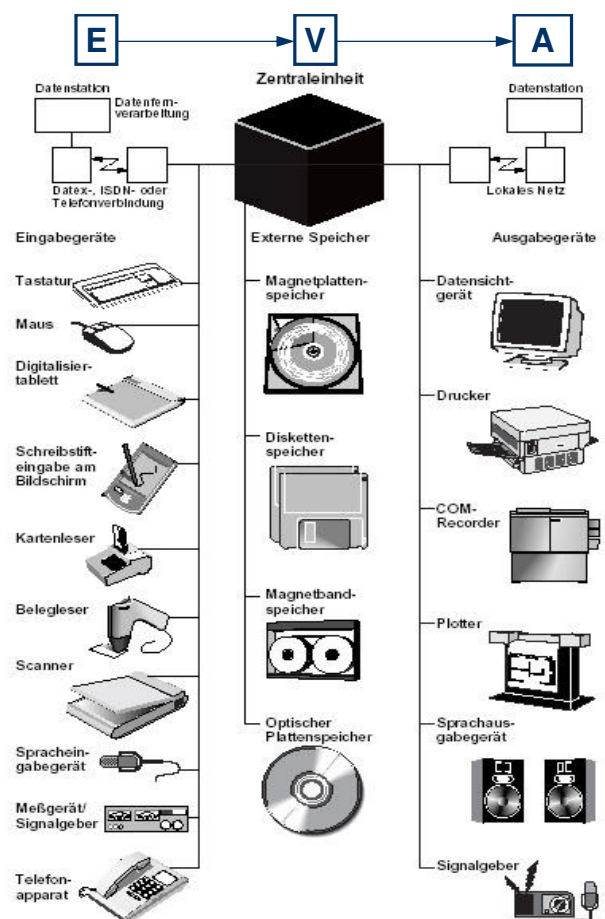 E
V
A
Zentraleinheit
Datenstation
Datenfern-
verarbeitung
Datex-, ISDN- oder
Telefonverbindung
Datenstation
Lokales Netz
Eingabegeräte
Tastatur
Maus
Digitalisier-
tablett
Schreibstift-
eingabe am
Bildschirm
Kartenleser
Belegleser
Scanner
Sprachein-
gabegerät
Meßgerät/
Signalgeber
Telefon-
apparat
Externe Speicher
Magnetplatten-
speicher
Disketten-
speicher
Magnetband-
speicher
Optischer
Plattenspeicher
Ausgabegeräte
Datensicht-
gerät
Drucker
COM-
Recorder
Plotter
Sprachaus-
gabegerät
Signalgeber